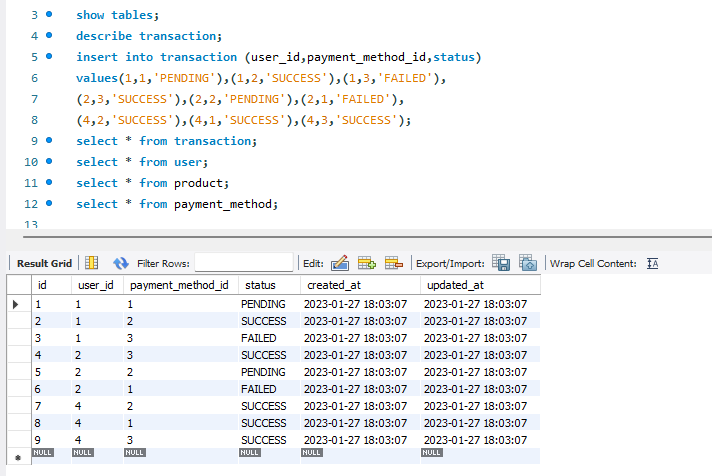 3 show tables;
4 describe transaction;
5 insert into transaction (user_id,payment_method_id,status)
6 values(1,1,'PENDING'),(1,2,'SUCCESS'),(1,3,'FAILED'),
7 (2,3,'SUCCESS'),(2,2,'PENDING'),(2,1,'FAILED'),
8 (4,2,'SUCCESS'),(4,1,'SUCCESS'),(4,3,'SUCCESS');
9 select * from transaction;
10 select * from user;
11 select * from product;
12 select * from payment_method;
13
Result Grid Filter Rows: Edit: Export/Import: Wrap Cell Content: IA
id user_id payment_method_id status created_at updated_at
1 1 1 PENDING 2023-01-27 18:03:07 2023-01-27 18:03:07
2 1 2 SUCCESS 2023-01-27 18:03:07 2023-01-27 18:03:07
3 1 3 FAILED 2023-01-27 18:03:07 2023-01-27 18:03:07
4 2 3 SUCCESS 2023-01-27 18:03:07 2023-01-27 18:03:07
5 2 2 PENDING 2023-01-27 18:03:07 2023-01-27 18:03:07
6 2 1 FAILED 2023-01-27 18:03:07 2023-01-27 18:03:07
7 4 2 SUCCESS 2023-01-27 18:03:07 2023-01-27 18:03:07
8 4 1 SUCCESS 2023-01-27 18:03:07 2023-01-27 18:03:07
9 4 3 SUCCESS 2023-01-27 18:03:07 2023-01-27 18:03:07
NULL NULL NULL NULL NULL NULL